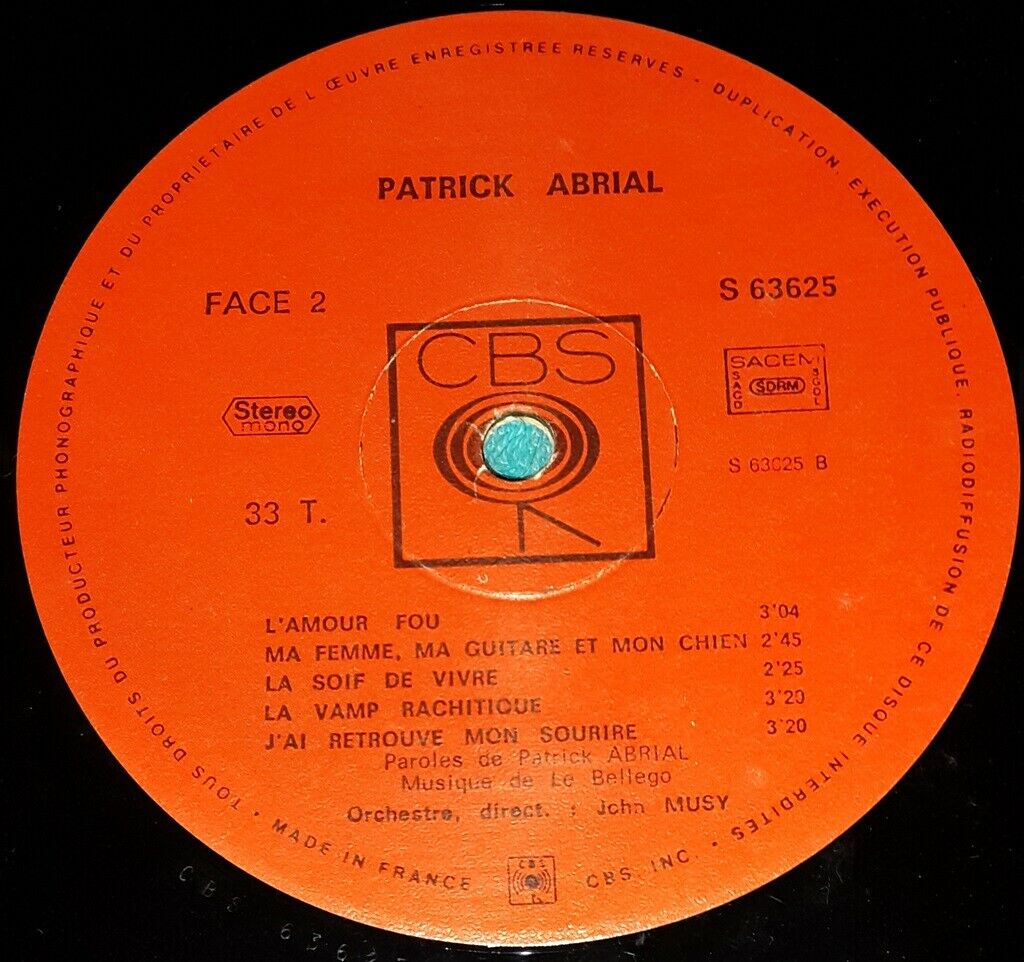 TOUS DROITS DU PRODUCTEUR PHONOGRAPHIQUE ET DU PROPRIETAIRE DE L'ŒUVRE ENREGISTREE RESERVES - DUPLICATION, EXECUTION PUBLIQUE, RADIODIFFUSION DE CE DISQUE INTERDITES
PATRICK ABRIAL
FACE 2
S 63625
CBS
SACEM
SACD SDRM SGDL
Stereo
mono
S 63625 B
33 T.
L'AMOUR FOU 3'04
MA FEMME, MA GUITARE ET MON CHIEN 2'45
LA SOIF DE VIVRE 2'25
LA VAMP RACHITIQUE 3'20
J'AI RETROUVE MON SOURIRE 3'20
Paroles de Patrick ABRIAL
Musique de Le Bellego
Orchestre, direct. : John MUSY
• MADE IN FRANCE
CBS
CBS, INC. •